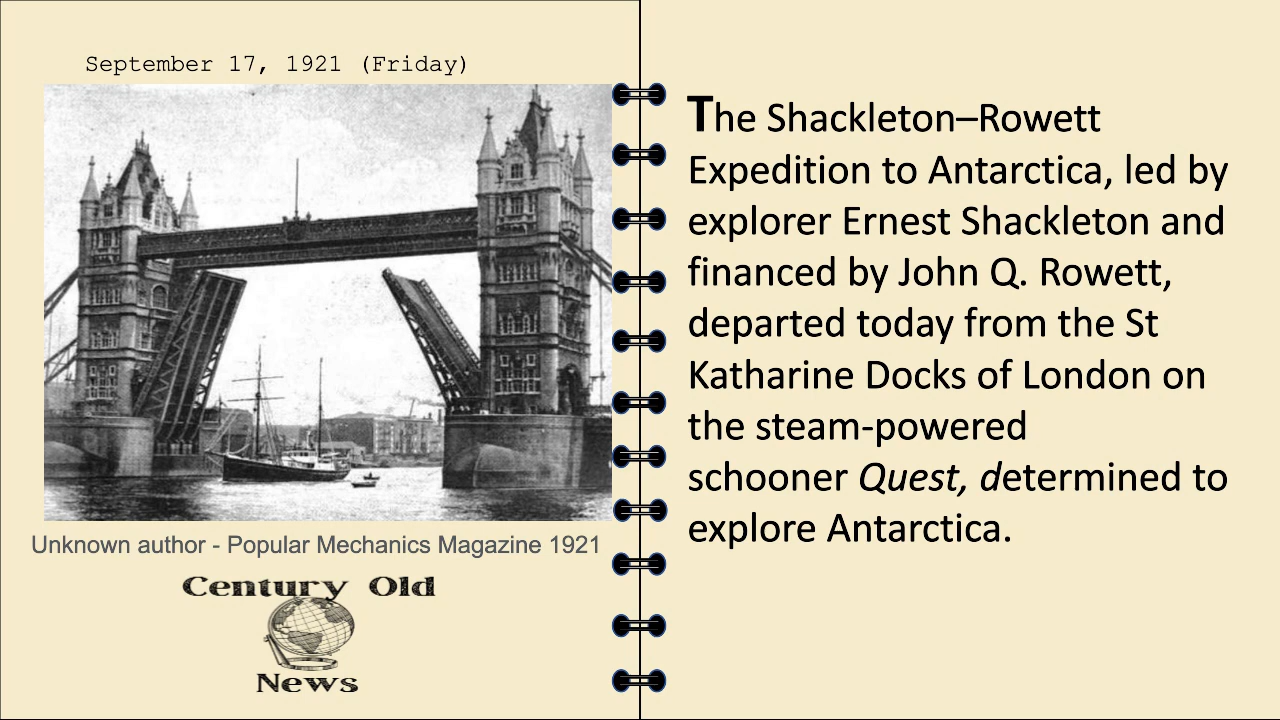 September 17, 1921 (Friday)
Unknown author - Popular Mechanics Magazine 1921
Century Old
News
The Shackleton–Rowett
Expedition to Antarctica, led by
explorer Ernest Shackleton and
financed by John Q. Rowett,
departed today from the St
Katharine Docks of London on
the steam-powered
schooner Quest, determined to
explore Antarctica.